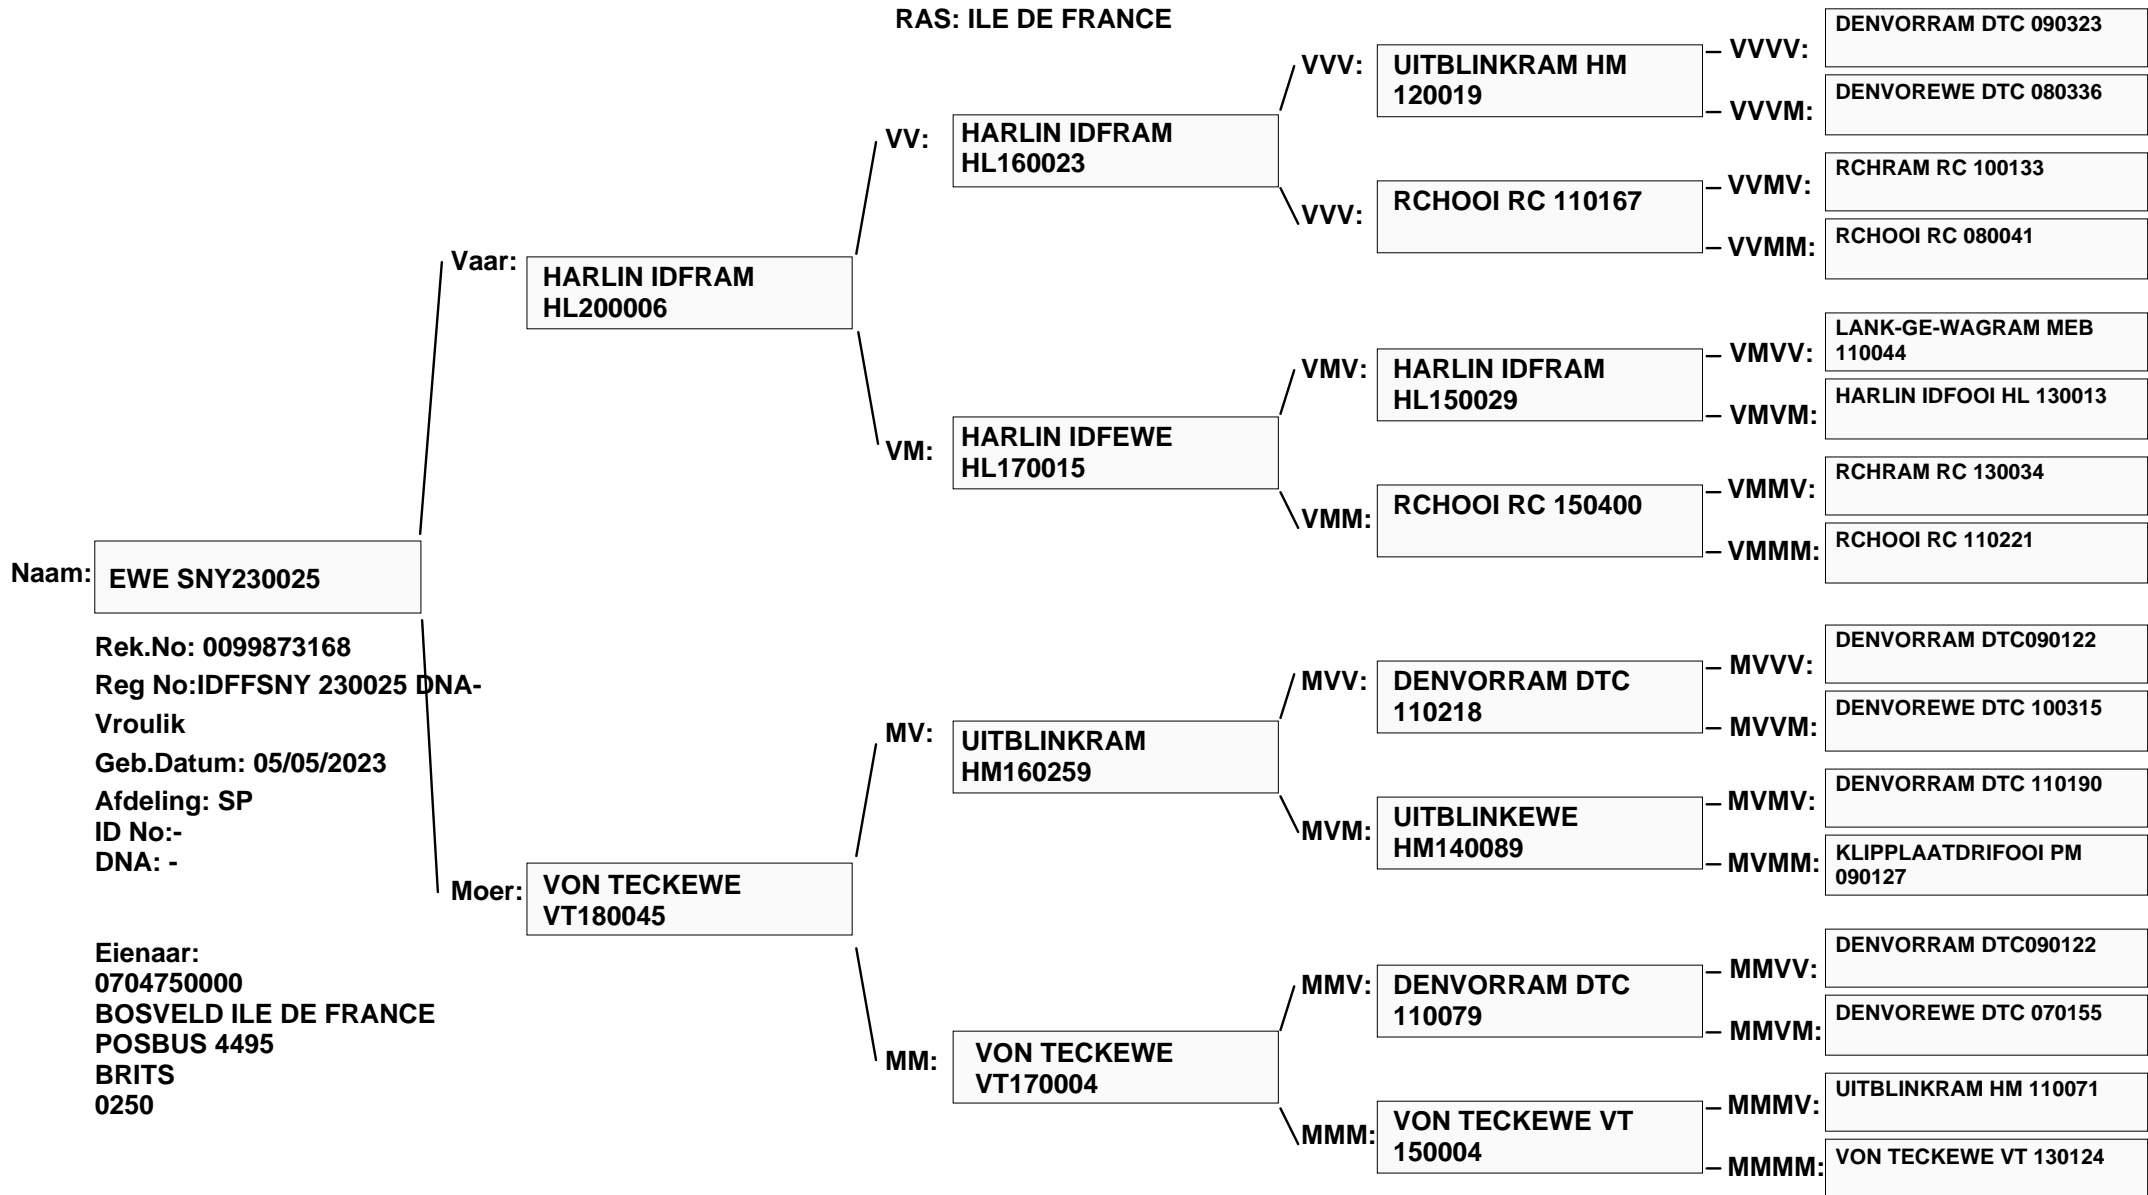 RAS: ILE DE FRANCE
Naam:
EWE SNY230025
Rek.No: 0099873168
Reg No:IDFFSNY 230025 DNA-
Vroulik
Geb.Datum: 05/05/2023
Afdeling: SP
ID No:-
DNA: -
Eienaar:
0704750000
BOSVELD ILE DE FRANCE
POSBUS 4495
BRITS
0250
Vaar:
HARLIN IDFRAM
HL200006
Moer:
VON TECKEWE
VT180045
VV:
HARLIN IDFRAM
HL160023
VM:
HARLIN IDFEWE
HL170015
MV:
UITBLINKRAM
HM160259
MM:
VON TECKEWE
VT170004
VVV:
UITBLINKRAM HM
120019
VVV:
RCHOOI RC 110167
VMV:
HARLIN IDFRAM
HL150029
VMM:
RCHOOI RC 150400
MVV:
DENVORRAM DTC
110218
MVM:
UITBLINKEWE
HM140089
MMV:
DENVORRAM DTC
110079
MMM:
VON TECKEWE VT
150004
VVVV:
DENVORRAM DTC 090323
VVVM:
DENVOREWE DTC 080336
VVMV:
RCHRAM RC 100133
VVMM:
RCHOOI RC 080041
VMVV:
LANK-GE-WAGRAM MEB
110044
VMVM:
HARLIN IDFOOI HL 130013
VMMV:
RCHRAM RC 130034
VMMM:
RCHOOI RC 110221
MVVV:
DENVORRAM DTC090122
MVVM:
DENVOREWE DTC 100315
MVMV:
DENVORRAM DTC 110190
MVMM:
KLIPPLAATDRIFOOI PM
090127
MMVV:
DENVORRAM DTC090122
MMVM:
DENVOREWE DTC 070155
MMMV:
UITBLINKRAM HM 110071
MMMM:
VON TECKEWE VT 130124